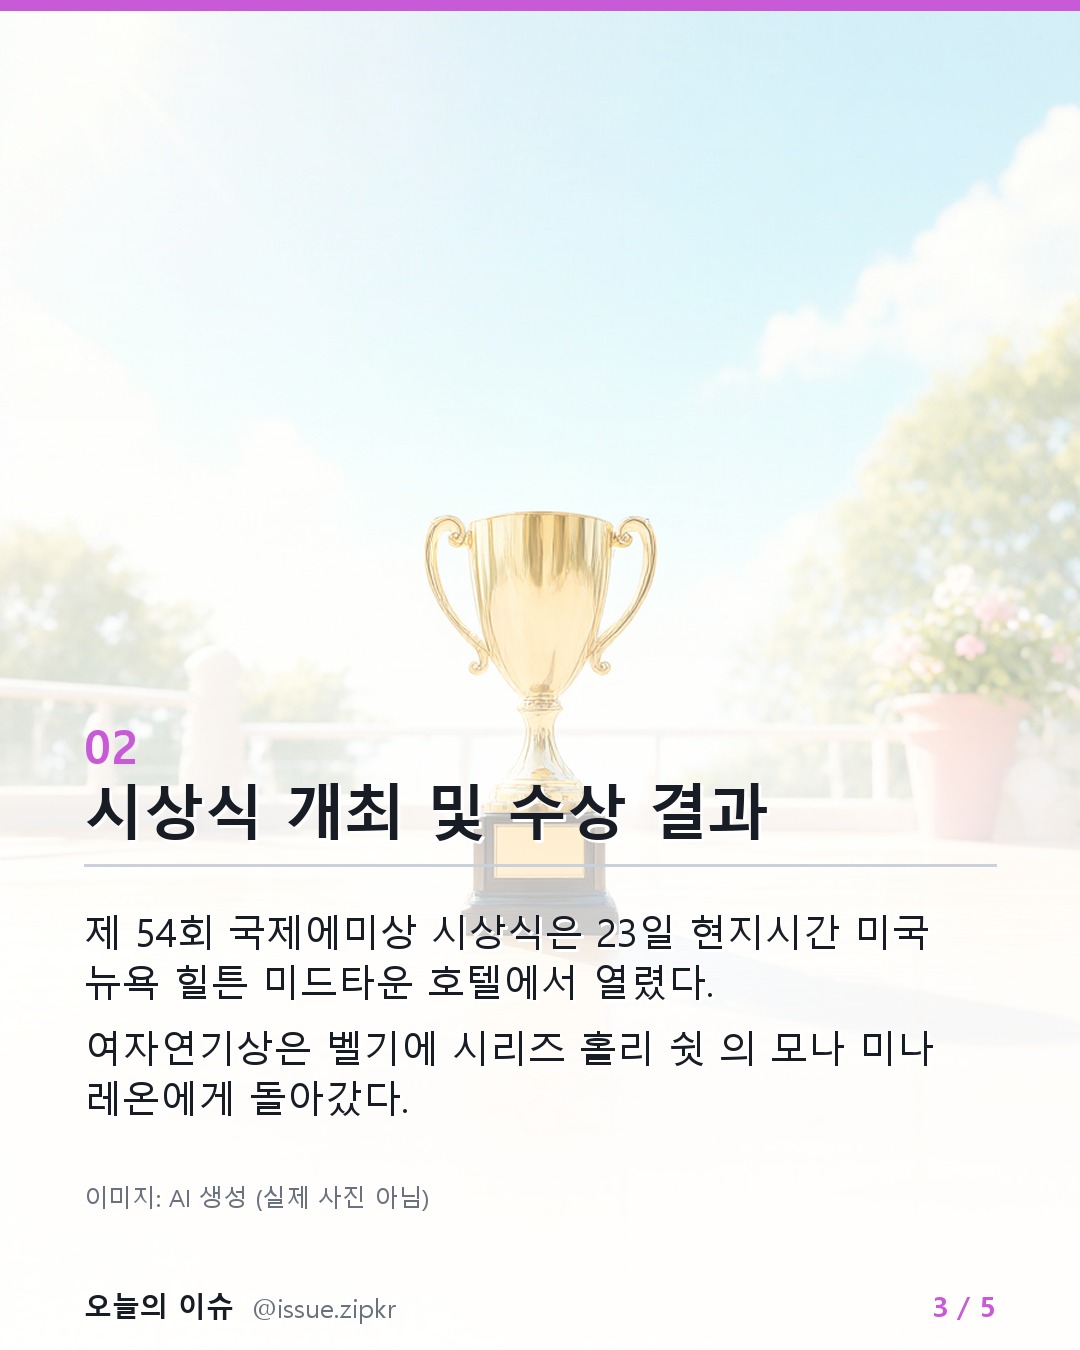 02
시상식 개최 및 수상 결과
제 54회 국제에미상 시상식은 23일 현지시간 미국
뉴욕 힐튼 미드타운 호텔에서 열렸다.
여자연기상은 벨기에 시리즈 홀리 쉿 의 모나 미나
레온에게 돌아갔다.
이미지: AI 생성 (실제 사진 아님)
오늘의 이슈 @issue.zipkr
3 / 5